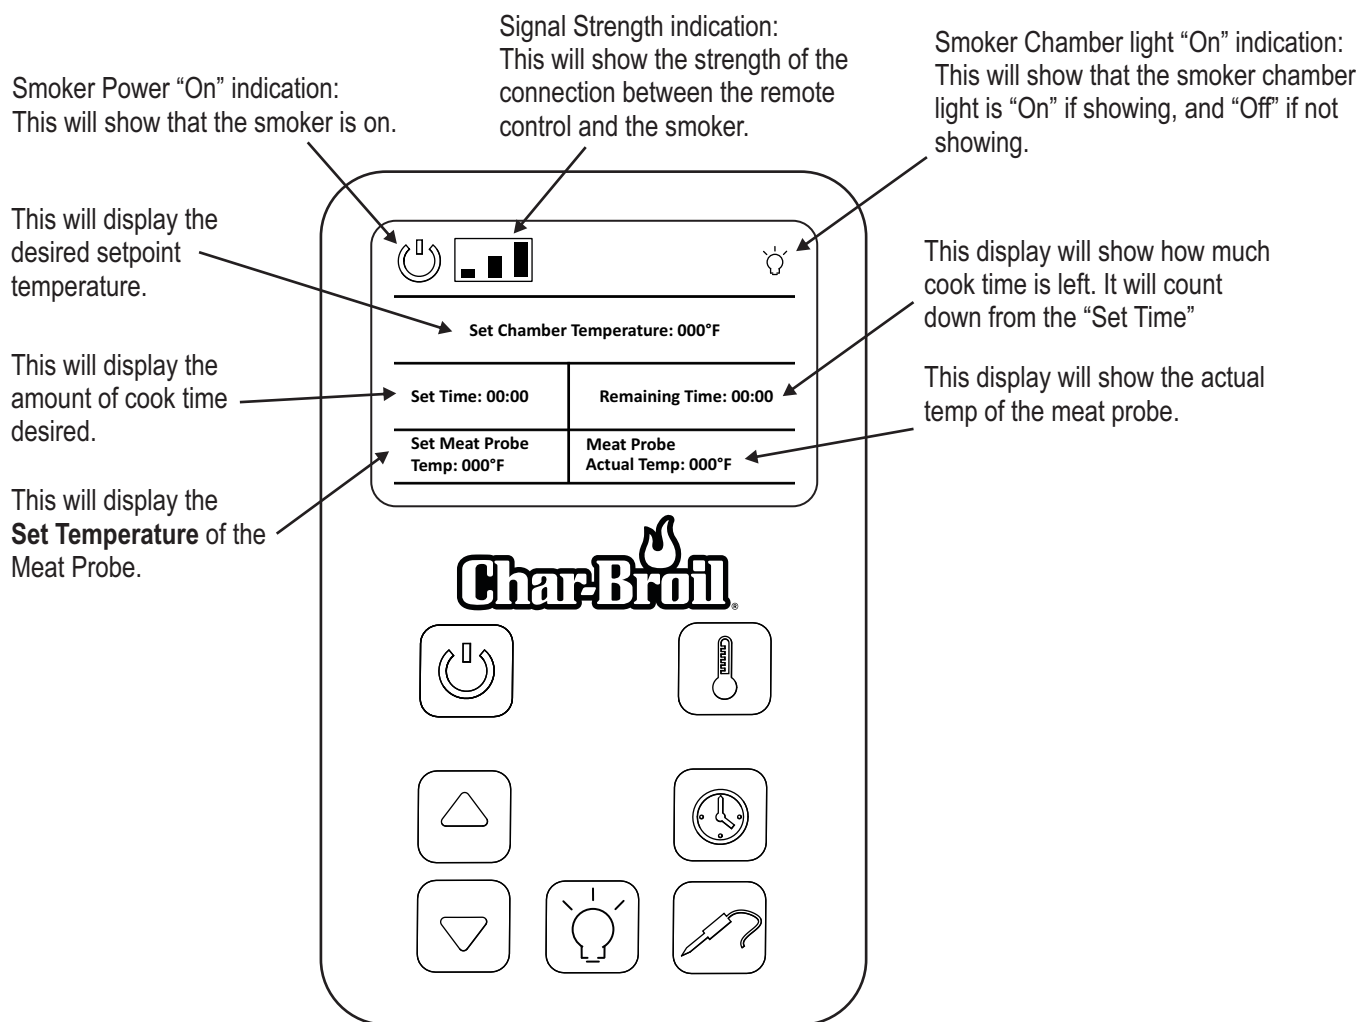 Signal Strength indication:
This will show the strength of the
connection between the remote
control and the smoker.
Smoker Chamber light “On” indication:
This will show that the smoker chamber
light is “On” if showing, and “Off” if not
showing.
Smoker Power “On” indication:
This will show that the smoker is on.
This will display the
desired setpoint
temperature.
This will display the
amount of cook time
desired.
This will display the
Set Temperature of the
Meat Probe.
Set Chamber Temperature: 000°F
Set Time: 00:00
Remaining Time: 00:00
Set Meat Probe
Temp: 000°F
Meat Probe
Actual Temp: 000°F
This display will show how much
cook time is left. It will count
down from the “Set Time”
This display will show the actual
temp of the meat probe.
Char-Broil®